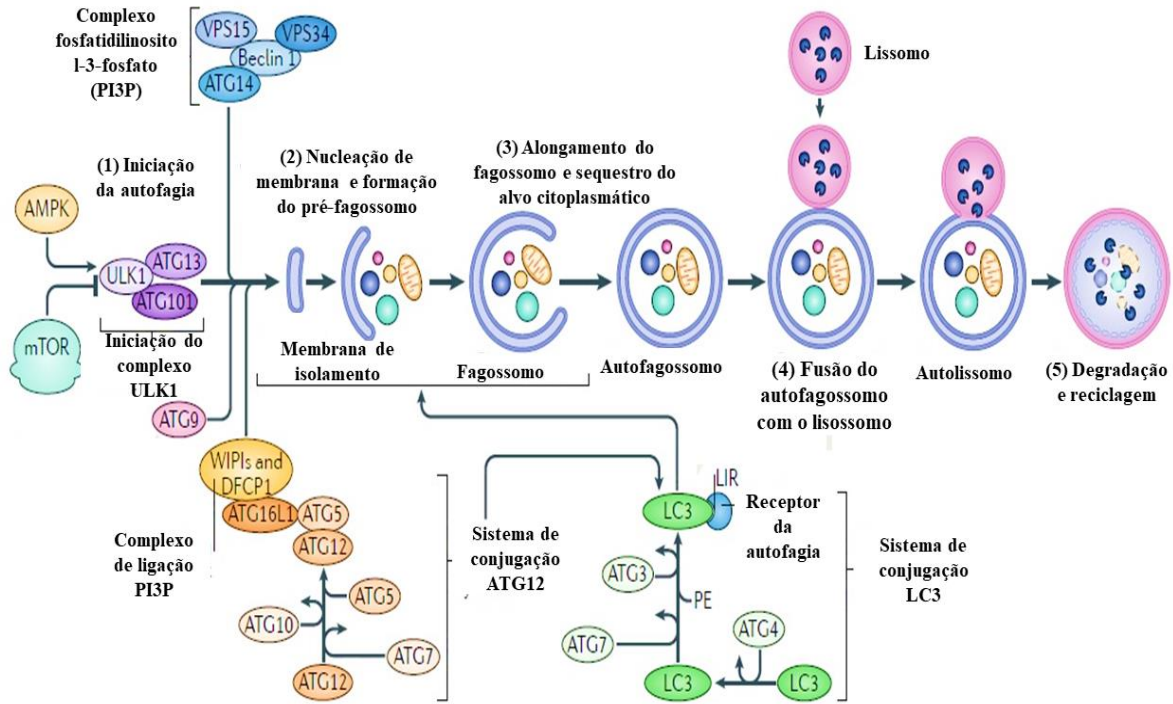 Complexo
fosfatidilinosito
l-3-fosfato
(PI3P)
VPS15
VPS34
Beclin 1
ATG14
Lissomo
(1) Iniciação
da autofagia
(2) Nucleação de
membrana e formação
do pré-fagossomo
(3) Alongamento do
fagossomo e sequestro do
alvo citoplasmático
AMPK
ULK1
ATG13
ATG101
mTOR
Iniciação do
complexo
ULK1
Membrana de
isolamento
Fagossomo
Autofagossomo
(4) Fusão do
autofagossomo
com o lisossomo
Autolissomo
(5) Degradação
e reciclagem
ATG9
WIPIs and
DFCP1
ATG16L1
ATG5
ATG12
Complexo
de ligação
PI3P
ATG5
ATG10
ATG7
ATG12
Sistema de
conjugação
ATG12
LIR
LC3
Receptor
da
autofagia
ATG3
PE
ATG7
ATG4
LC3
LC3
Sistema de
conjugação
LC3